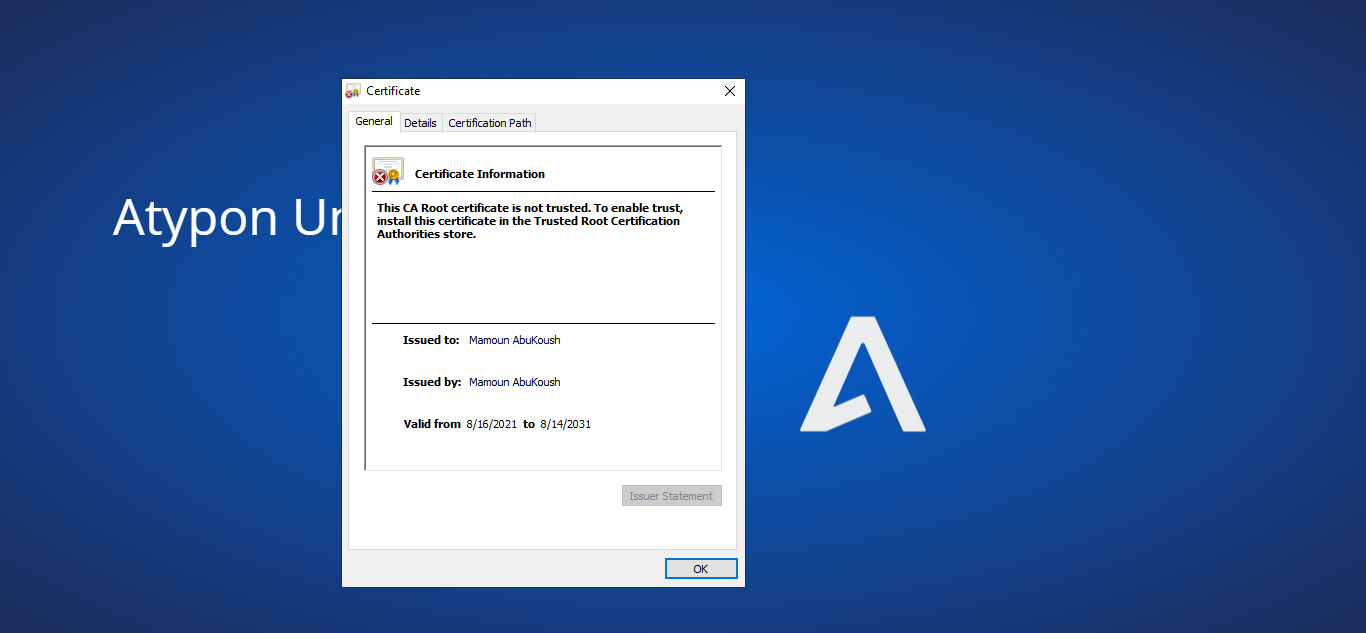 Certificate
General Details Certification Path
Certificate Information
This CA Root certificate is not trusted. To enable trust,
install this certificate in the Trusted Root Certification
Authorities store.
Atypon Ur
Issued to: Mamoun AbuKoush
Issued by: Mamoun AbuKoush
Valid from 8/16/2021 to 8/14/2031
Issuer Statement
OK